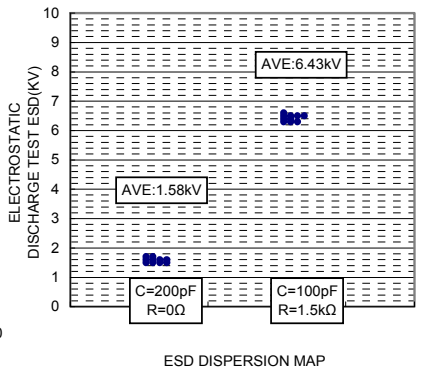 ELECTROSTATIC
DISCHARGE TEST ESD(KV)
10
9
8
7
6
5
4
3
2
1
0
AVE:6.43kV
AVE:1.58kV
C=200pF
R=0Ω
C=100pF
R=1.5kΩ
0
ESD DISPERSION MAP